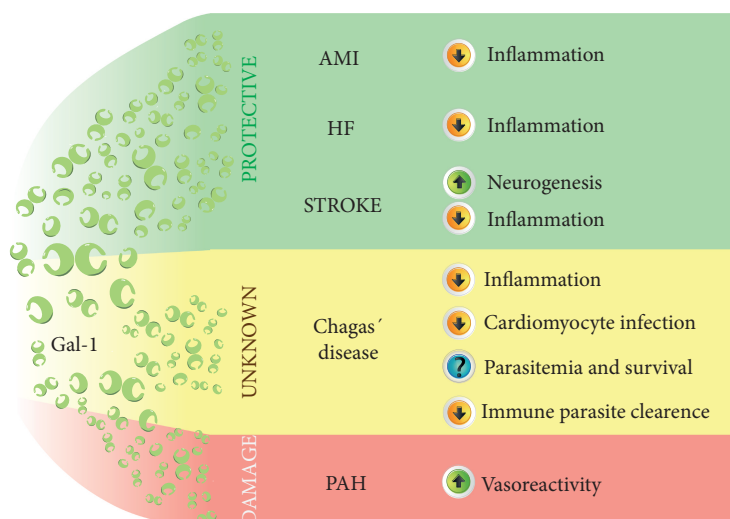 PROTECTIVE
AMI
Inflammation
HF
Inflammation
STROKE
Neurogenesis
Inflammation
Gal-1
UNKNOWN
Chagas´
disease
Inflammation
Cardiomyocyte infection
?
Parasitemia and survival
Immune parasite clearence
DAMAGE
PAH
Vasoreactivity